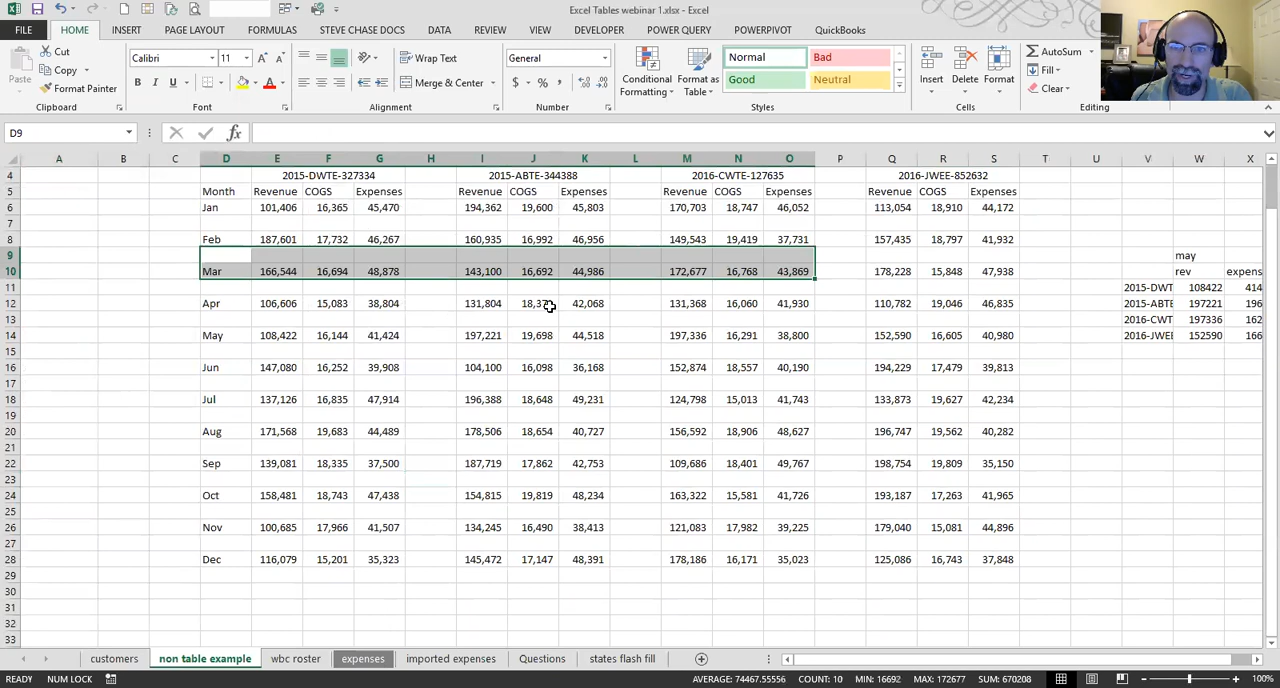 Excel Tables webinar 1.xlsx - Excel
FILE HOME INSERT PAGE LAYOUT FORMULAS STEVE CHASE DOCS DATA REVIEW VIEW DEVELOPER POWER QUERY POWERPIVOT QuickBooks
Cut
Copy
Format Painter
Paste
Calibri 11
B I U
Wrap Text
Merge & Center
General
$ % ,
Conditional Formatting
Format as Table
Normal Bad
Good Neutral
Insert Delete Format
AutoSum
Fill
Clear
Clipboard Font Alignment Number Styles Cells Editing
D9 fx
A B C D E F G H I J K L M N O P Q R S T U V W X
4 2015-DWTE-327334 2015-ABTE-344388 2016-CWTE-127635 2016-JWEE-852632
5 Month Revenue COGS Expenses Revenue COGS Expenses Revenue COGS Expenses Revenue COGS Expenses
6 Jan 101,406 16,365 45,470 194,362 19,600 45,803 170,703 18,747 46,052 113,054 18,910 44,172
7
8 Feb 187,601 17,732 46,267 160,935 16,992 46,956 149,543 19,419 37,731 157,435 18,797 41,932
9 may
10 Mar 166,544 16,694 48,878 143,100 16,692 44,986 172,677 16,768 43,869 178,228 15,848 47,938 rev expens
11 2015-DWT 108422 414
12 Apr 106,606 15,083 38,804 131,804 42,068 131,368 16,060 41,930 110,782 19,046 46,835 2015-ABTE 197221 196
13 2016-CWT 197336 162
14 May 108,422 16,144 41,424 197,221 19,698 44,518 197,336 16,291 38,800 152,590 16,605 40,980 2016-JWEE 152590 166
15
16 Jun 147,080 16,252 39,908 104,100 16,098 36,168 152,874 18,557 40,190 194,229 17,479 39,813
17
18 Jul 137,126 16,835 47,914 196,388 18,648 49,231 124,798 15,013 41,743 133,873 19,627 42,234
19
20 Aug 171,568 19,683 44,489 178,506 18,654 40,727 156,592 18,906 48,627 196,747 19,562 40,282
21
22 Sep 139,081 18,335 37,500 187,719 17,862 42,753 109,686 18,401 49,767 198,754 19,809 35,150
23
24 Oct 158,481 18,743 47,438 154,815 19,819 48,234 163,322 15,581 41,726 193,187 17,263 41,965
25
26 Nov 100,685 17,966 41,507 134,245 16,490 38,413 121,083 17,982 39,225 179,040 15,081 44,896
27
28 Dec 116,079 15,201 35,323 145,472 17,147 48,391 178,186 16,171 35,023 125,086 16,743 37,848
29
30
31
32
33
customers non table example wbc roster expenses imported expenses Questions states flash fill
READY NUM LOCK AVERAGE: 74467.55556 COUNT: 10 MIN: 16692 MAX: 172677 SUM: 670208 100%